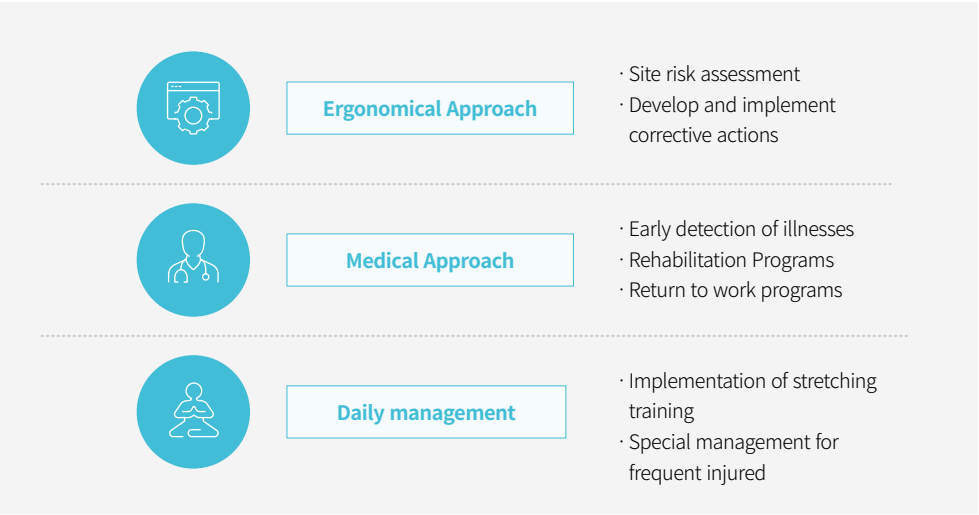 Ergonomical Approach
· Site risk assessment
· Develop and implement
corrective actions
Medical Approach
· Early detection of illnesses
· Rehabilitation Programs
· Return to work programs
Daily management
· Implementation of stretching
training
· Special management for
frequent injured